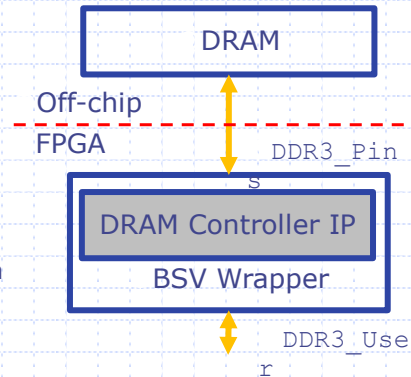 DRAM
Off-chip
FPGA
DDR3_Pin
s
DRAM Controller IP
BSV Wrapper
DDR3_Use
r